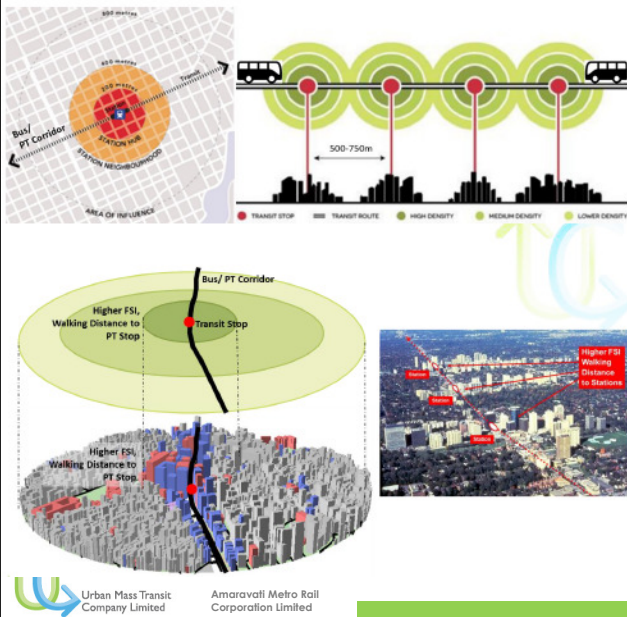 800 metres
400 metres
200 metres
Transit
Bus/
PT Corridor
STATION HUB
STATION NEIGHBOURHOOD
AREA OF INFLUENCE
500-750m
TRANSIT STOP
TRANSIT ROUTE
HIGH DENSITY
MEDIUM DENSITY
LOWER DENSITY
Bus/ PT Corridor
Higher FSI,
Walking Distance to
PT Stop
Transit Stop
Higher FSI
Walking
Distance
to Stations
Station
Station
Station
Higher FSI,
Walking Distance to
PT Stop
Urban Mass Transit
Company Limited
Amaravati Metro Rail
Corporation Limited